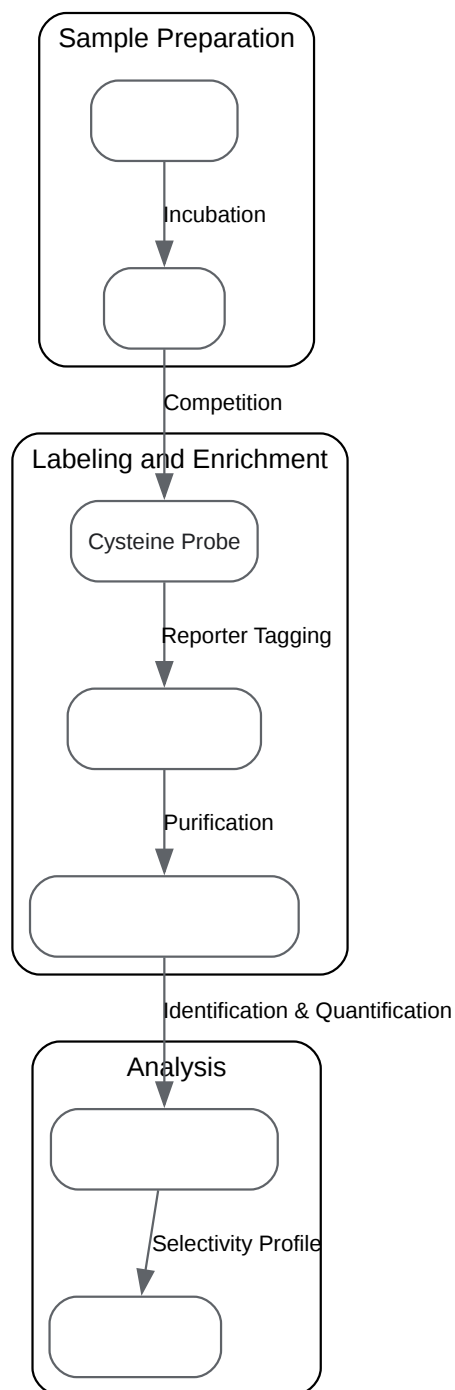 Sample Preparation
Incubation
Competition
Labeling and Enrichment
Cysteine Probe
Reporter Tagging
Purification
Identification & Quantification
Analysis
Selectivity Profile